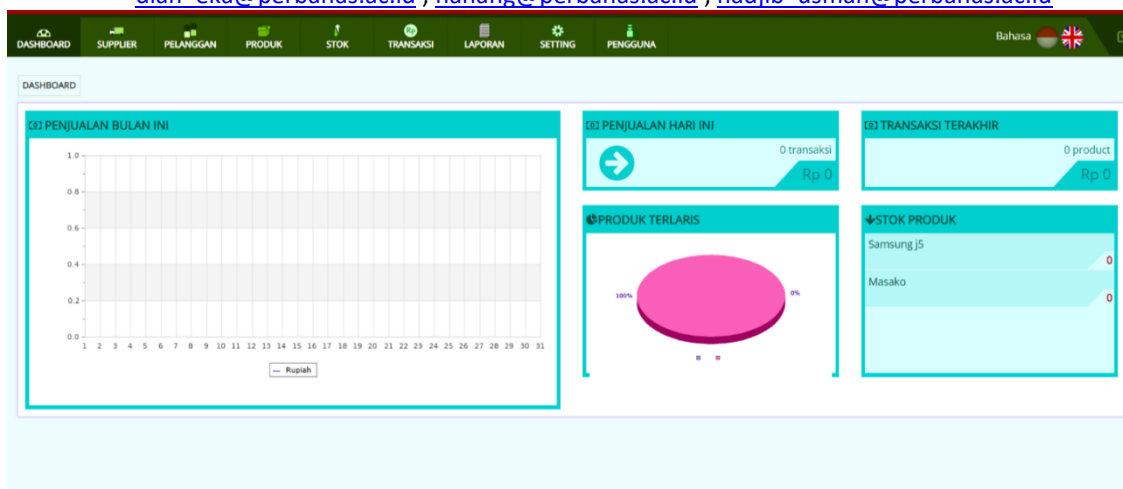 DASHBOARD SUPPLIER PELANGGAN PRODUK STOK TRANSAKSI LAPORAN SETTING PENGGUNA Bahasa
Rp
DASHBOARD
PENJUALAN BULAN INI
1.0
0.8
0.6
0.4
0.2
0.0
1 2 3 4 5 6 7 8 9 10 11 12 13 14 15 16 17 18 19 20 21 22 23 24 25 26 27 28 29 30 31
Rupiah
PENJUALAN HARI INI
0 transaksi
Rp 0
TRANSAKSI TERAKHIR
0 product
Rp 0
PRODUK TERLARIS
100% 0%
STOK PRODUK
Samsung j5
0
Masako
0